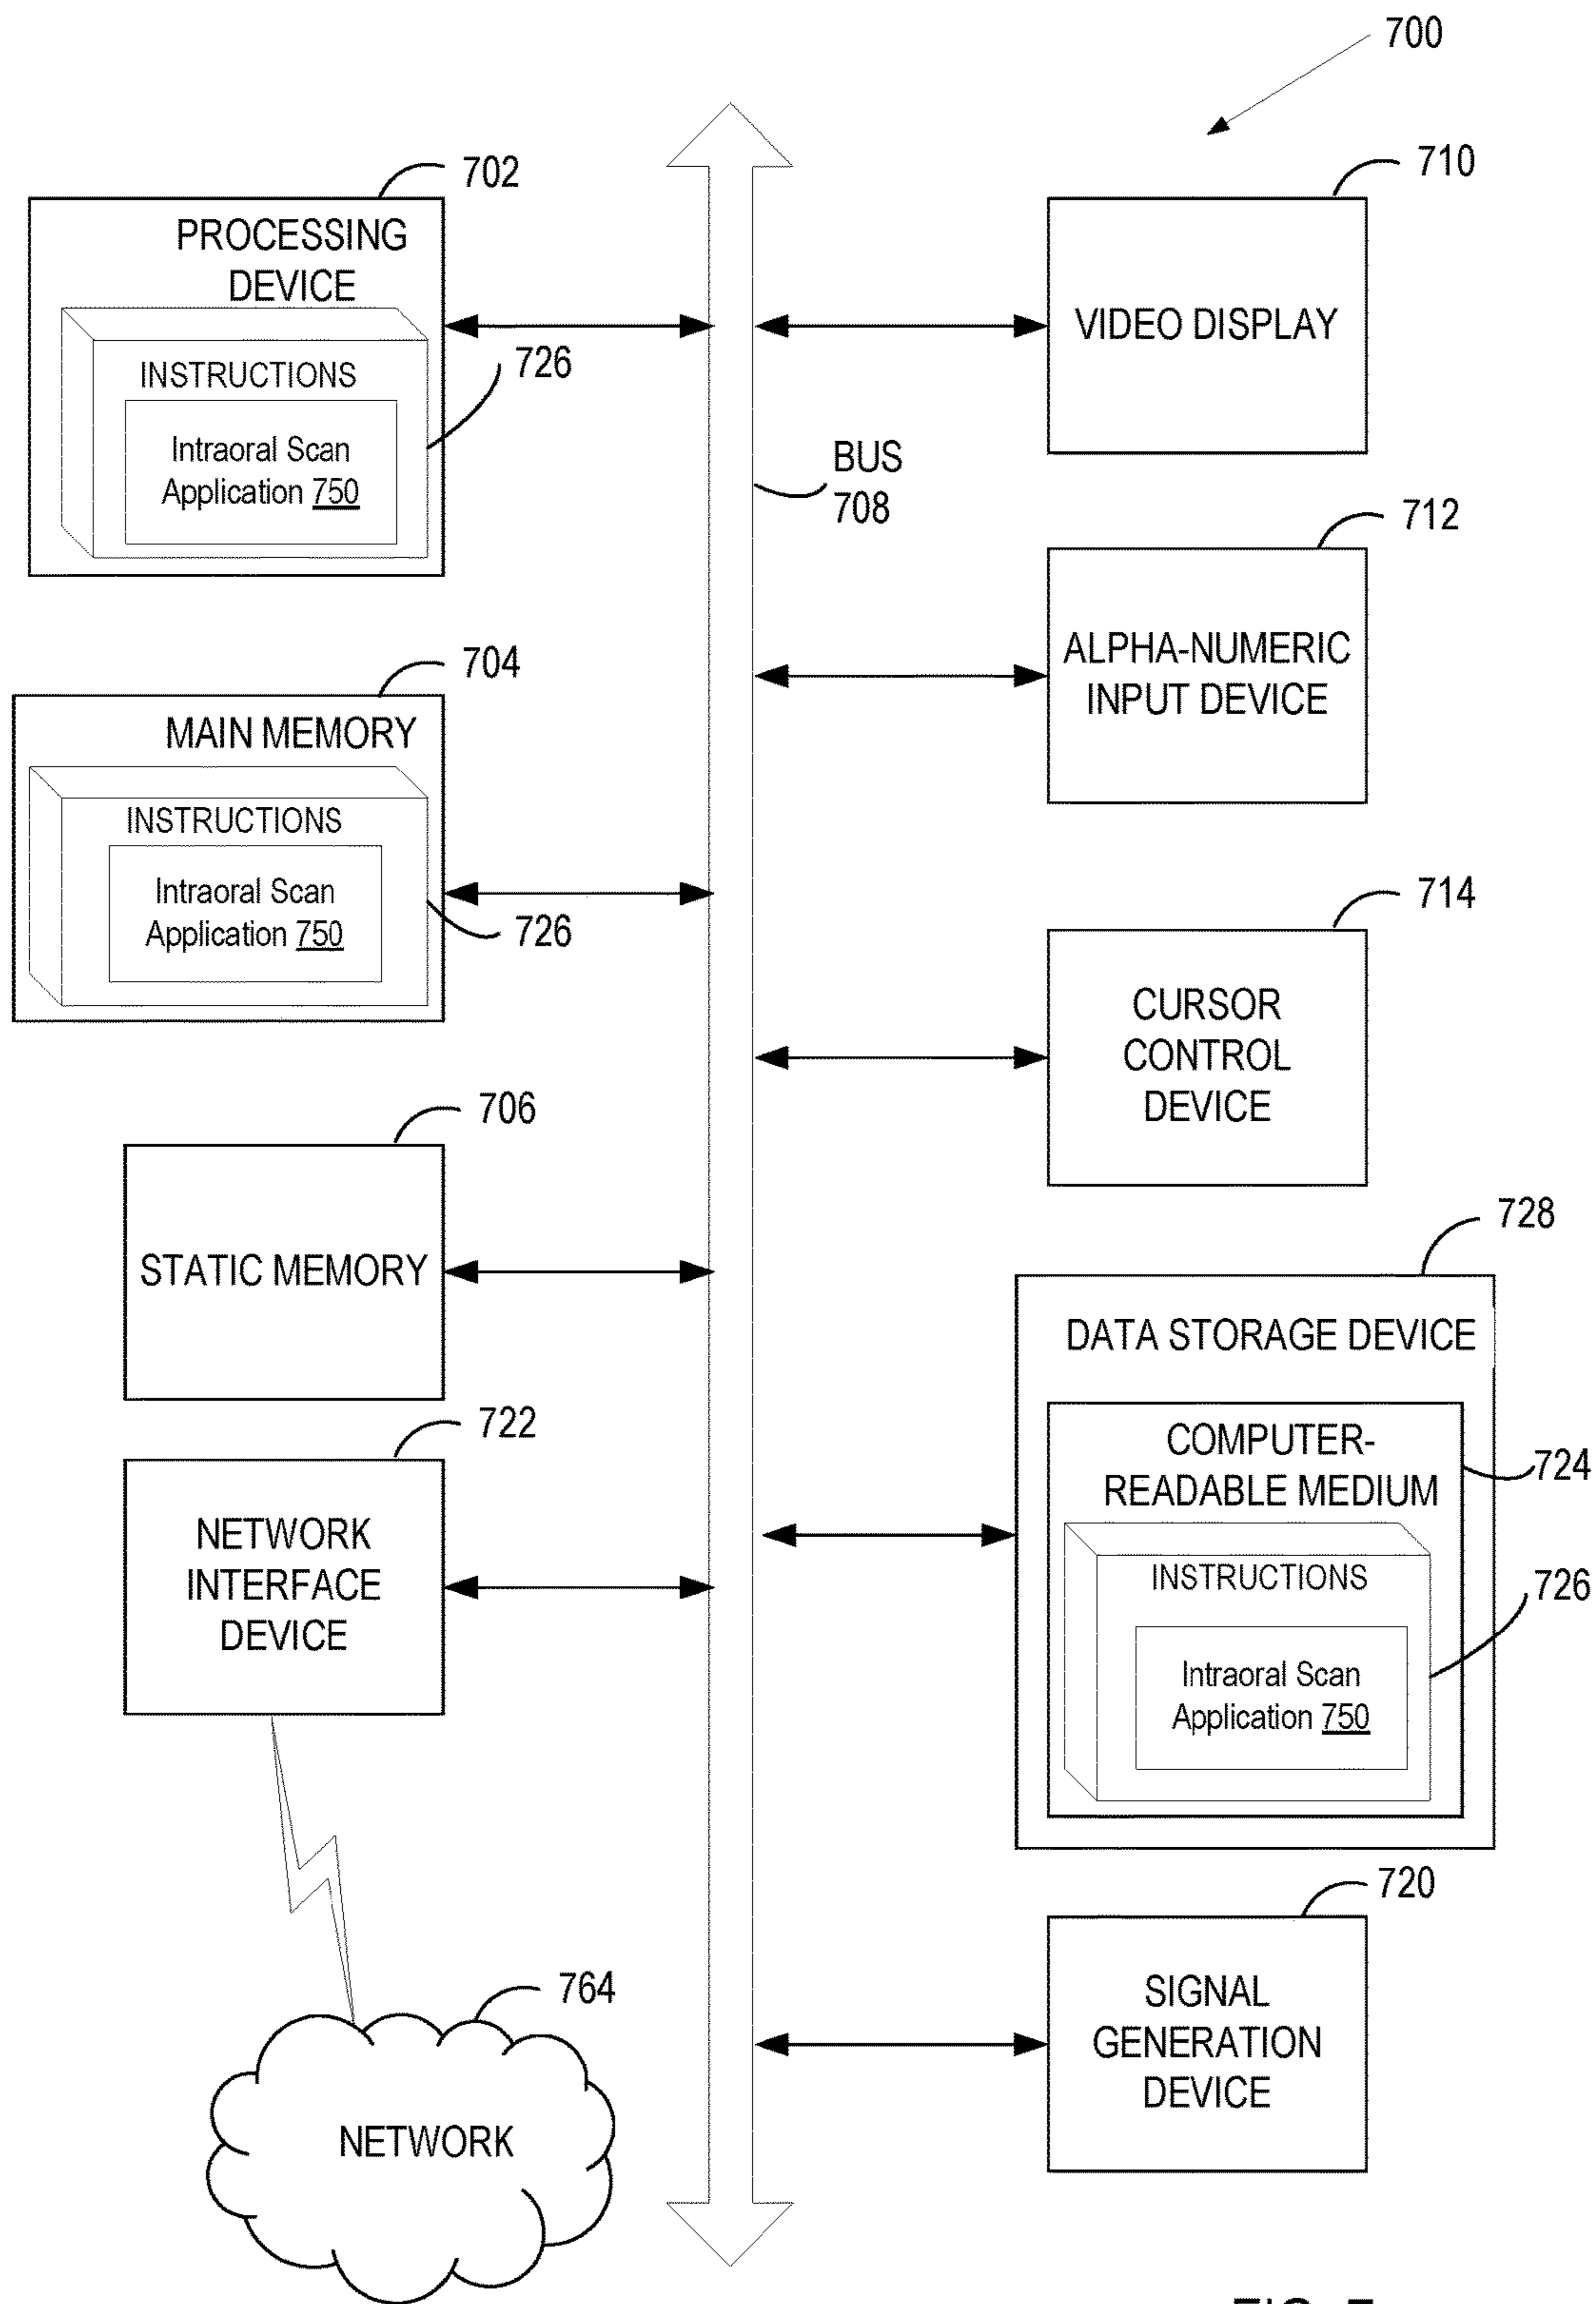 700
702
PROCESSING
DEVICE
INSTRUCTIONS
Intraoral Scan
Application 750
726
704
MAIN MEMORY
INSTRUCTIONS
Intraoral Scan
Application 750
726
706
STATIC MEMORY
722
NETWORK
INTERFACE
DEVICE
764
NETWORK
BUS
708
710
VIDEO DISPLAY
712
ALPHA-NUMERIC
INPUT DEVICE
714
CURSOR
CONTROL
DEVICE
728
DATA STORAGE DEVICE
COMPUTER-
READABLE MEDIUM
724
INSTRUCTIONS
726
Intraoral Scan
Application 750
720
SIGNAL
GENERATION
DEVICE